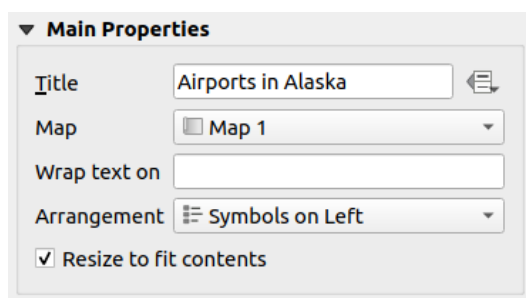 Main Properties
Title Airports in Alaska
Map Map 1
Wrap text on
Arrangement Symbols on Left
Resize to fit contents